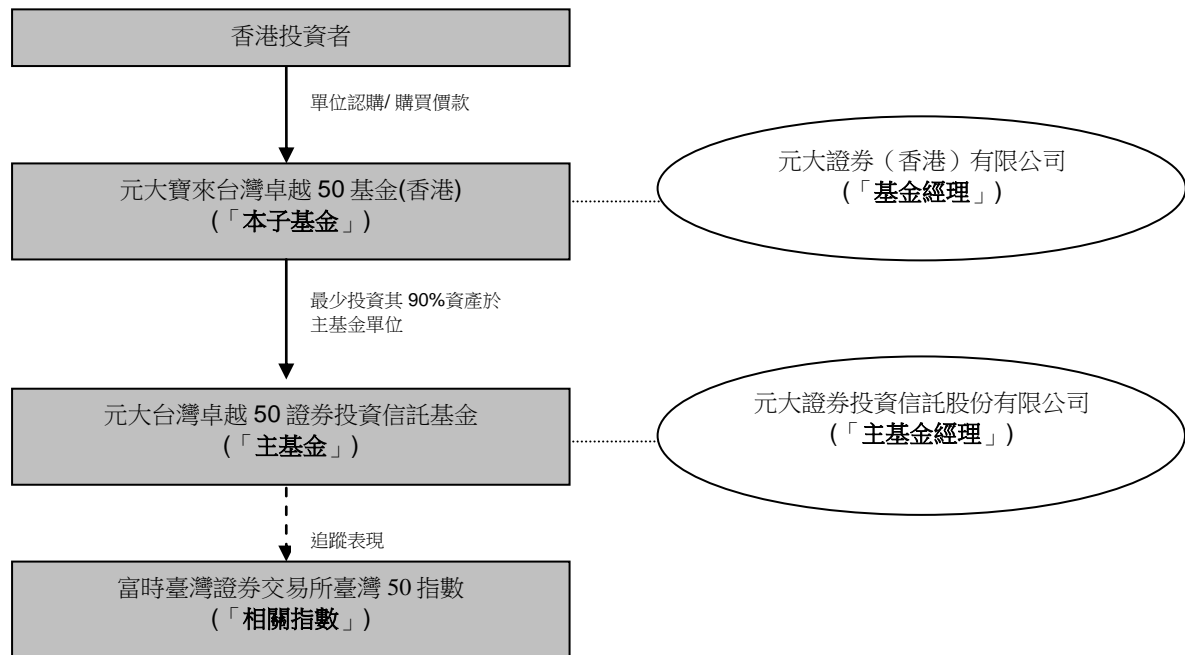 香港投資者
單位認購/ 購買價款
元大寶來台灣卓越 50 基金(香港)
(「本子基金」)
元大證券（香港）有限公司
(「基金經理」)
最少投資其 90%資產於
主基金單位
元大台灣卓越 50 證券投資信託基金
(「主基金」)
元大證券投資信託股份有限公司
(「主基金經理」)
追蹤表現
富時臺灣證券交易所臺灣 50 指數
(「相關指數」)